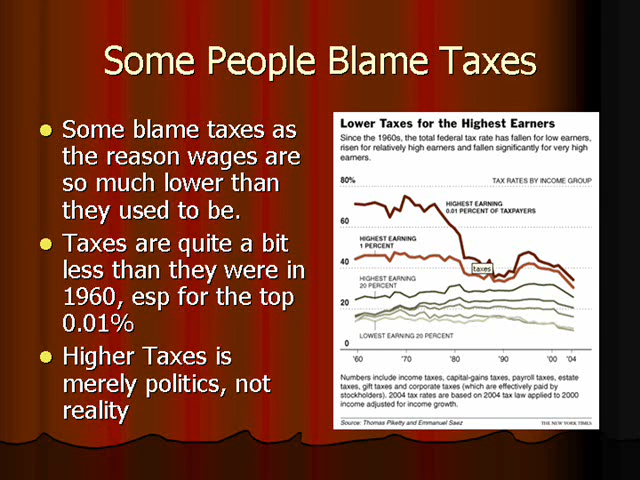 Some People Blame Taxes
Some blame taxes as
the reason wages are
so much lower than
they used to be.
Taxes are quite a bit
less than they were in
1960, esp for the top
0.01%
Higher Taxes is
merely politics, not
reality
Lower Taxes for the Highest Earners
Since the 1960s, the total federal tax rate has fallen for low earners,
risen for relatively high earners and fallen significantly for very high
earners.
80%
TAX RATES BY INCOME GROUP
HIGHEST EARNING
0.01 PERCENT OF TAXPAYERS
60
HIGHEST EARNING
1 PERCENT
taxes
40
HIGHEST EARNING
20 PERCENT
20
LOWEST EARNING 20 PERCENT
0
'60 '70 '80 '90 '00 '04
Numbers include income taxes, capital-gains taxes, payroll taxes, estate
taxes, gift taxes and corporate taxes (which are effectively paid by
stockholders). 2004 tax rates are based on 2004 tax law applied to 2000
income adjusted for income growth.
Source: Thomas Piketty and Emmanuel Saez
THE NEW YORK TIMES